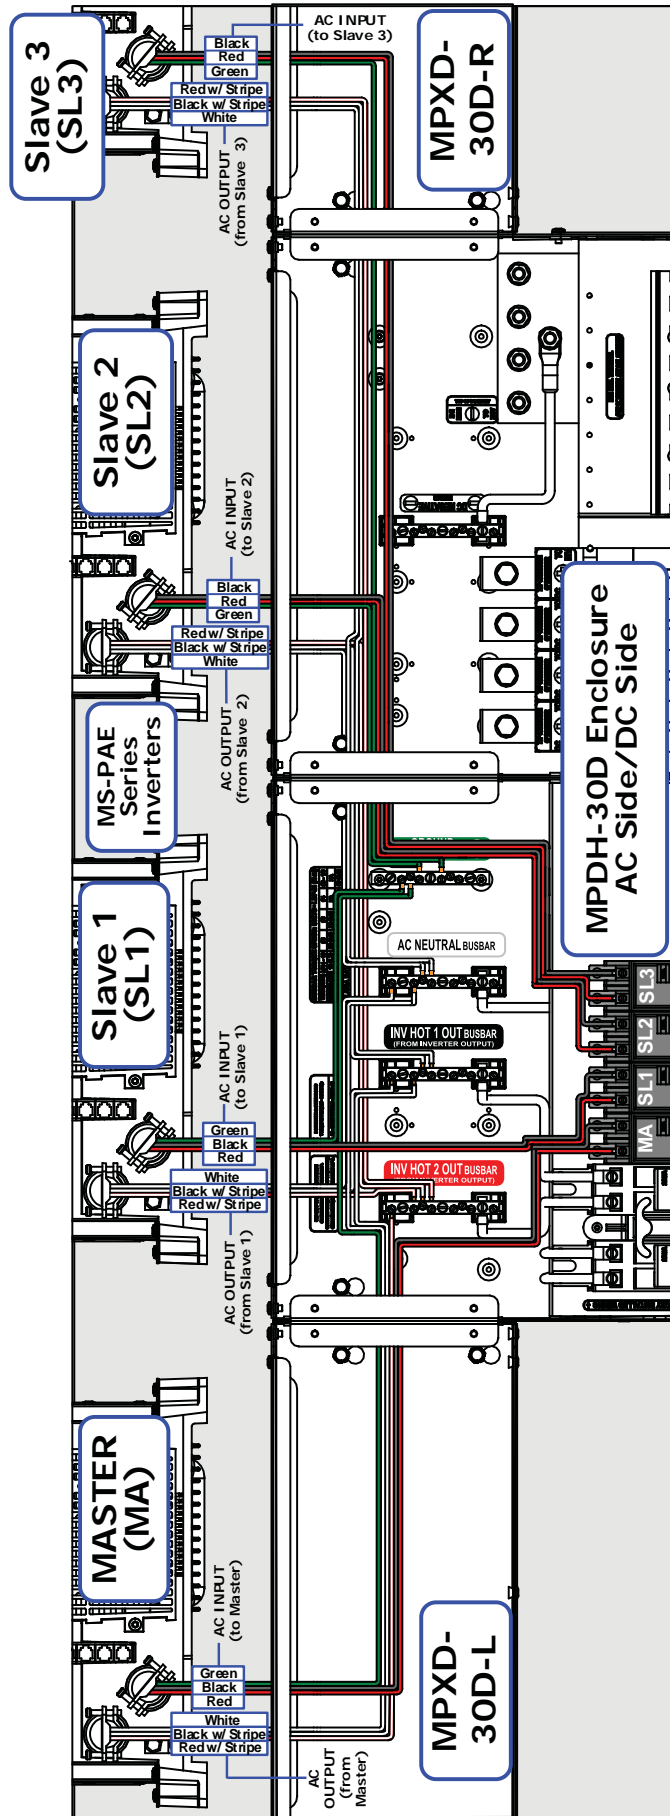 Slave 3
(SL3)
AC INPUT
(to Slave 3)
Black
Red
Green
Red w/ Stripe
Black w/ Stripe
White
AC OUTPUT
(from Slave 3)
MPXD-
30D-R
Slave 2
(SL2)
AC INPUT
(to Slave 2)
Black
Red
Green
Red w/ Stripe
Black w/ Stripe
White
AC OUTPUT
(from Slave 2)
MS-PAE
Series
Inverters
MPDH-30D Enclosure
AC Side/DC Side
Slave 1
(SL1)
AC INPUT
(to Slave 1)
Green
Black
Red
White
Black w/ Stripe
Red w/ Stripe
AC OUTPUT
(from Slave 1)
AC NEUTRAL BUSBAR
INV HOT 1 OUT BUSBAR
(FROM INVERTER OUTPUT)
INV HOT 2 OUT BUSBAR
SL3
SL2
SL1
MA
MASTER
(MA)
AC INPUT
(to Master)
Green
Black
Red
White
Black w/ Stripe
Red w/ Stripe
AC
OUTPUT
(from
Master)
MPXD-
30D-L